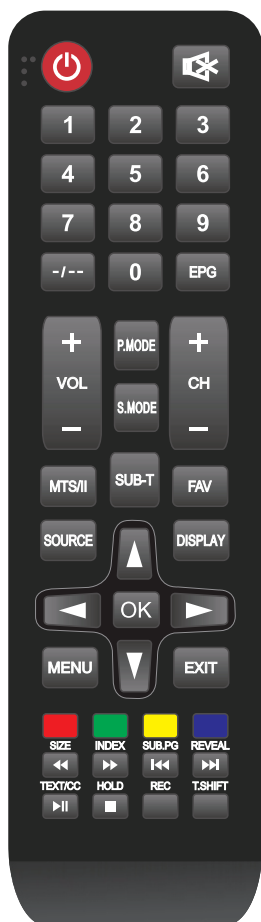 1 2 3
4 5 6
7 8 9
-/-- 0 EPG
+ P.MODE +
VOL CH
S.MODE
− −
MTS/II SUB-T FAV
SOURCE DISPLAY
OK
MENU EXIT
SIZE INDEX SUB.PG REVEAL
TEXT/CC HOLD REC T.SHIFT